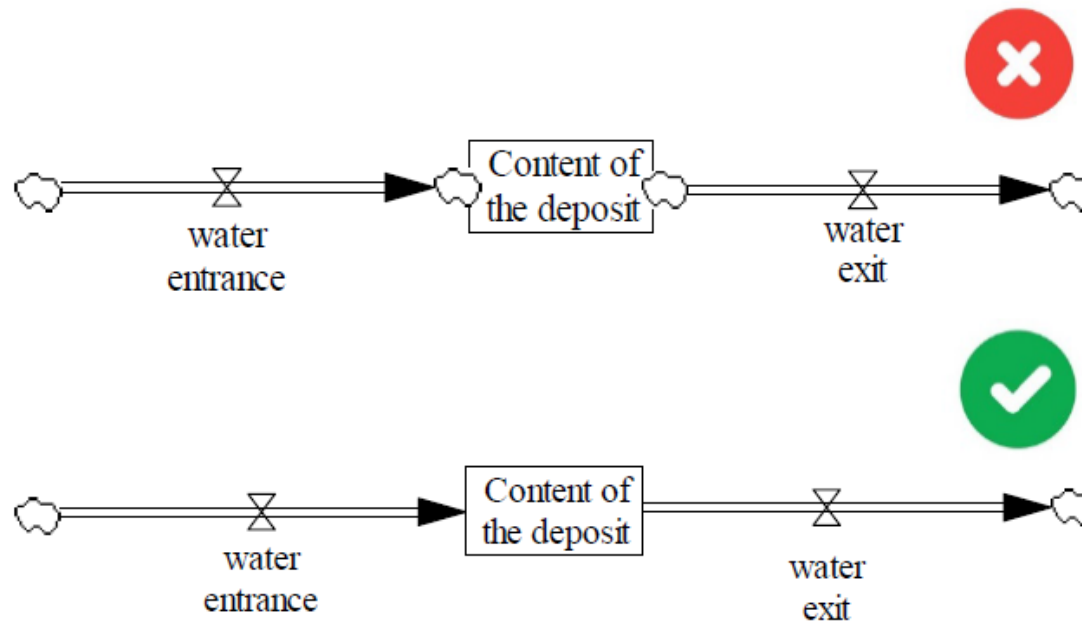 Content of
the deposit
water
entrance
water
exit
Content of
the deposit
water
entrance
water
exit